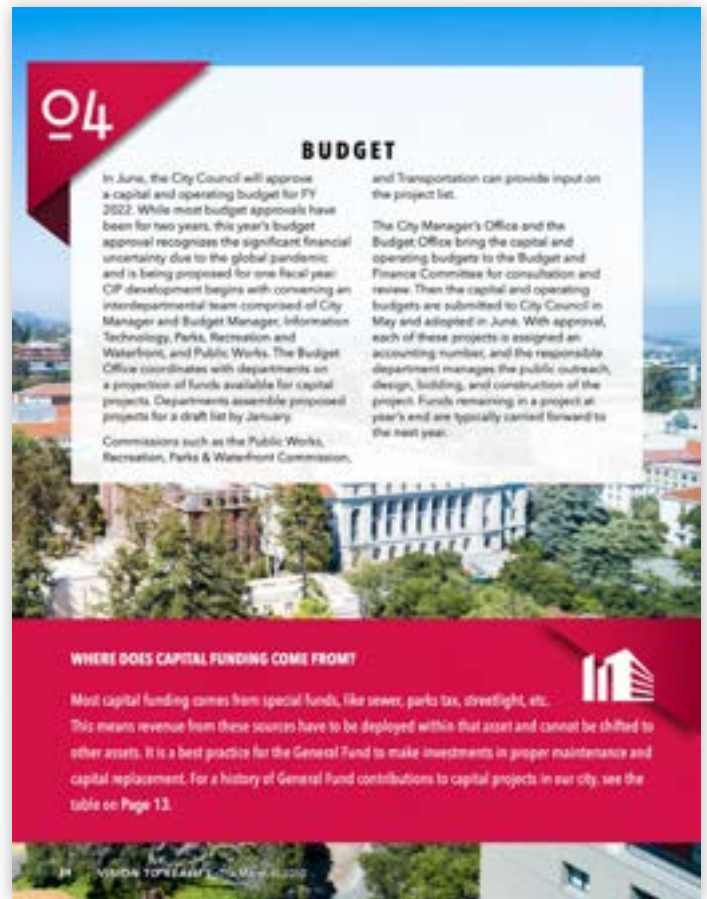 04
BUDGET
In June, the City Council will approve
a capital and operating budget for FY
2022. While most budget approvals have
been for two years, this year's budget
approval recognizes the significant financial
uncertainty due to the global pandemic
and is being proposed for one fiscal year.
CIP development begins with convening an
interdepartmental team comprised of City
Manager and Budget Manager, Information
Technology, Parks, Recreation and
Waterfront, and Public Works. The Budget
Office coordinates with departments on
a projection of funds available for capital
projects. Departments assemble proposed
projects for a draft list by January.
Commissions such as the Public Works,
Recreation, Parks & Waterfront Commission,
and Transportation can provide input on
the project list.
The City Manager's Office and the
Budget Office bring the capital and
operating budgets to the Budget and
Finance Committee for consultation and
review. Then the capital and operating
budgets are submitted to City Council in
May and adopted in June. With approval,
each of these projects is assigned an
accounting number, and the responsible
department manages the public outreach,
design, bidding, and construction of the
project. Funds remaining in a project at
year's end are typically carried forward to
the next year.
WHERE DOES CAPITAL FUNDING COME FROM?
Most capital funding comes from special funds, like sewer, parks tax, streetlight, etc.
This means revenue from these sources have to be deployed within that asset and cannot be shifted to
other assets. It is a best practice for the General Fund to make investments in proper maintenance and
capital replacement. For a history of General Fund contributions to capital projects in our city, see the
table on Page 13.
VISION